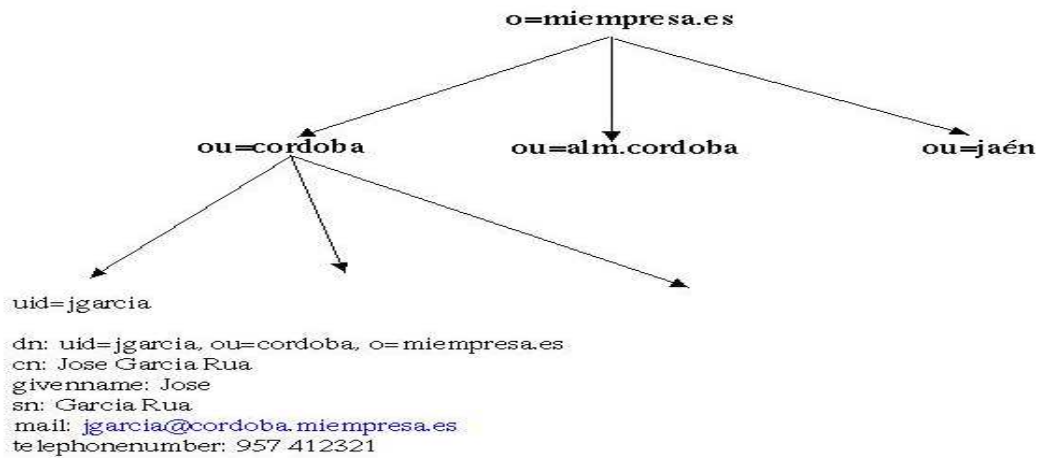 o=miempresa.es
ou=cordoba
ou=alm.cordoba
ou=jaén
uid=jgarcia
dn: uid=jgarcia, ou=cordoba, o=miempresa.es
cn: Jose Garcia Rua
givenname: Jose
sn: Garcia Rua
mail: jgarcia@cordoba.miempresa.es
telephonenumber: 957 412321